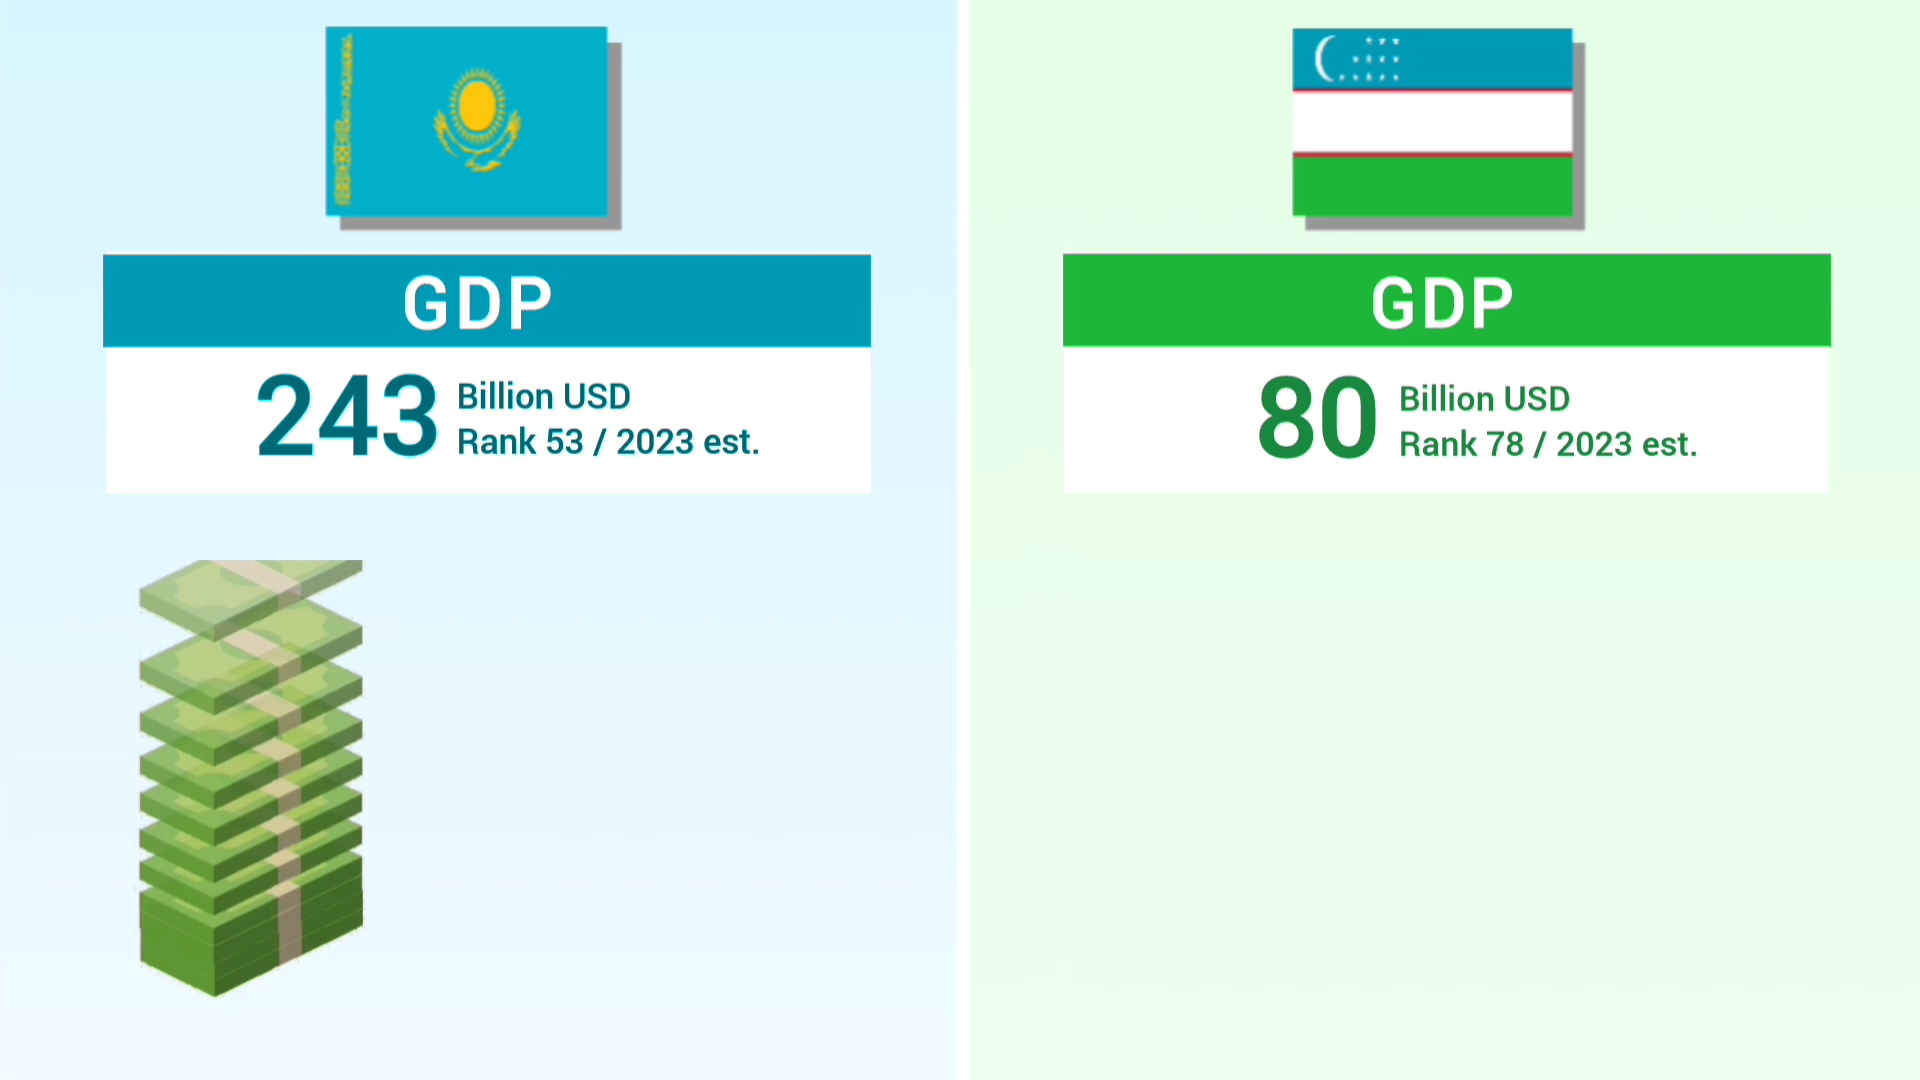 GDP
243
Billion USD
Rank 53 / 2023 est.
GDP
80
Billion USD
Rank 78 / 2023 est.